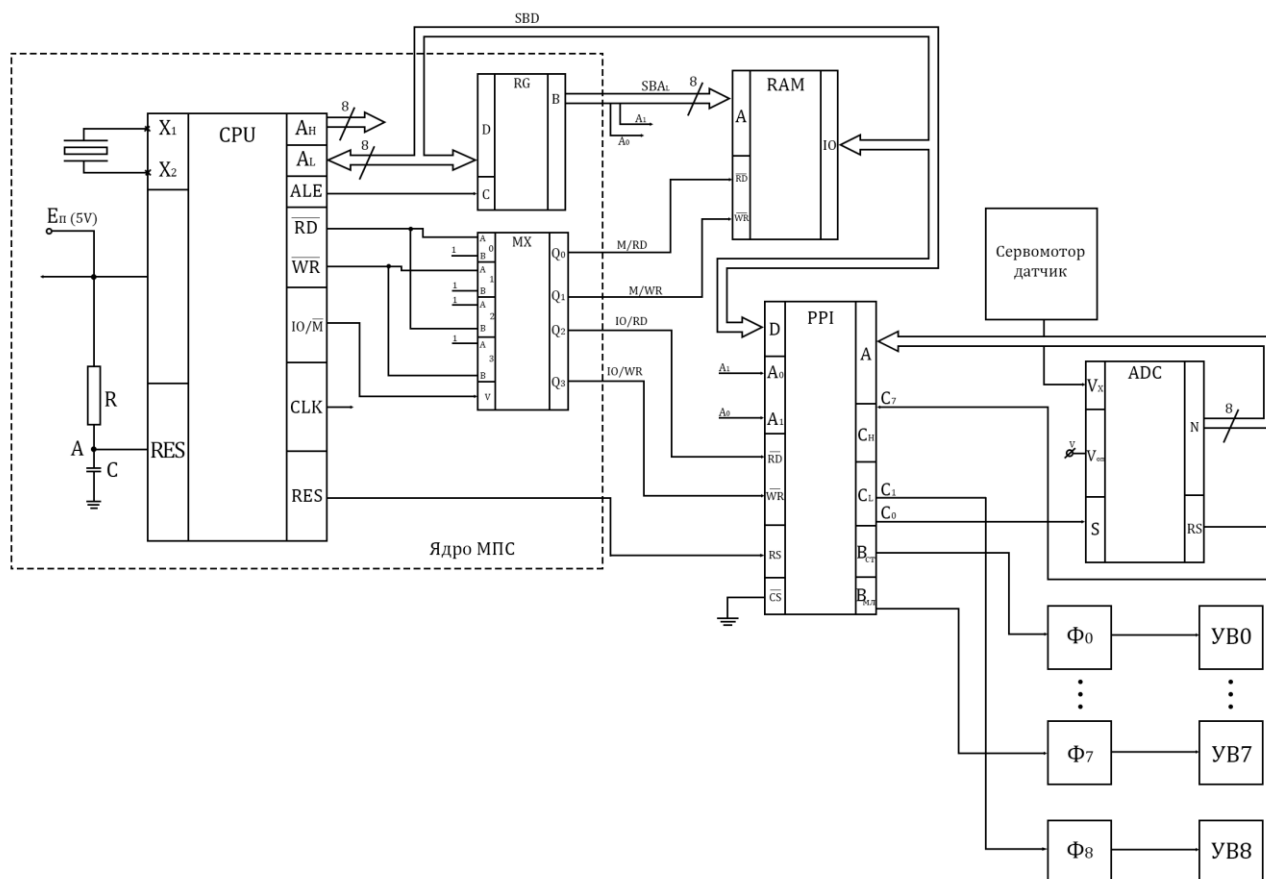 SBD
RG
B
D
C
8
SBAL
8
A1
A0
RAM
A
IO
RD
WR
X1
X2
CPU
AH
AL
ALE
RD
WR
IO/M
CLK
RES
RES
8
Eп (5V)
R
A
C
MX
A
0
B
1
A
1
B
1
A
2
B
1
A
3
B
1
V
Q0
Q1
Q2
Q3
M/RD
M/WR
IO/RD
IO/WR
Ядро МПС
PPI
D
A0
A1
RD
WR
RS
CS
A
CH
CL
Bст
Bмл
A1
A0
C7
C1
C0
Сервомотор
датчик
ADC
VX
Vоп
S
N
RS
V
8
Ф0
УВ0
Ф7
УВ7
Ф8
УВ8